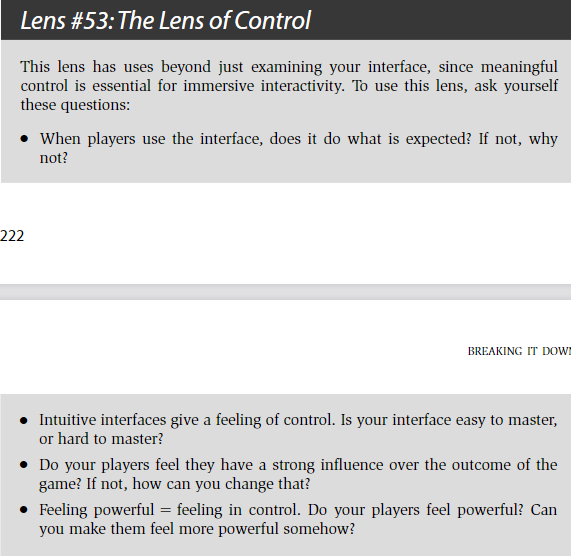 Lens #53: The Lens of Control
This lens has uses beyond just examining your interface, since meaningful
control is essential for immersive interactivity. To use this lens, ask yourself
these questions:
• When players use the interface, does it do what is expected? If not, why
not?
222
BREAKING IT DOWN
• Intuitive interfaces give a feeling of control. Is your interface easy to master,
or hard to master?
• Do your players feel they have a strong influence over the outcome of the
game? If not, how can you change that?
• Feeling powerful = feeling in control. Do your players feel powerful? Can
you make them feel more powerful somehow?